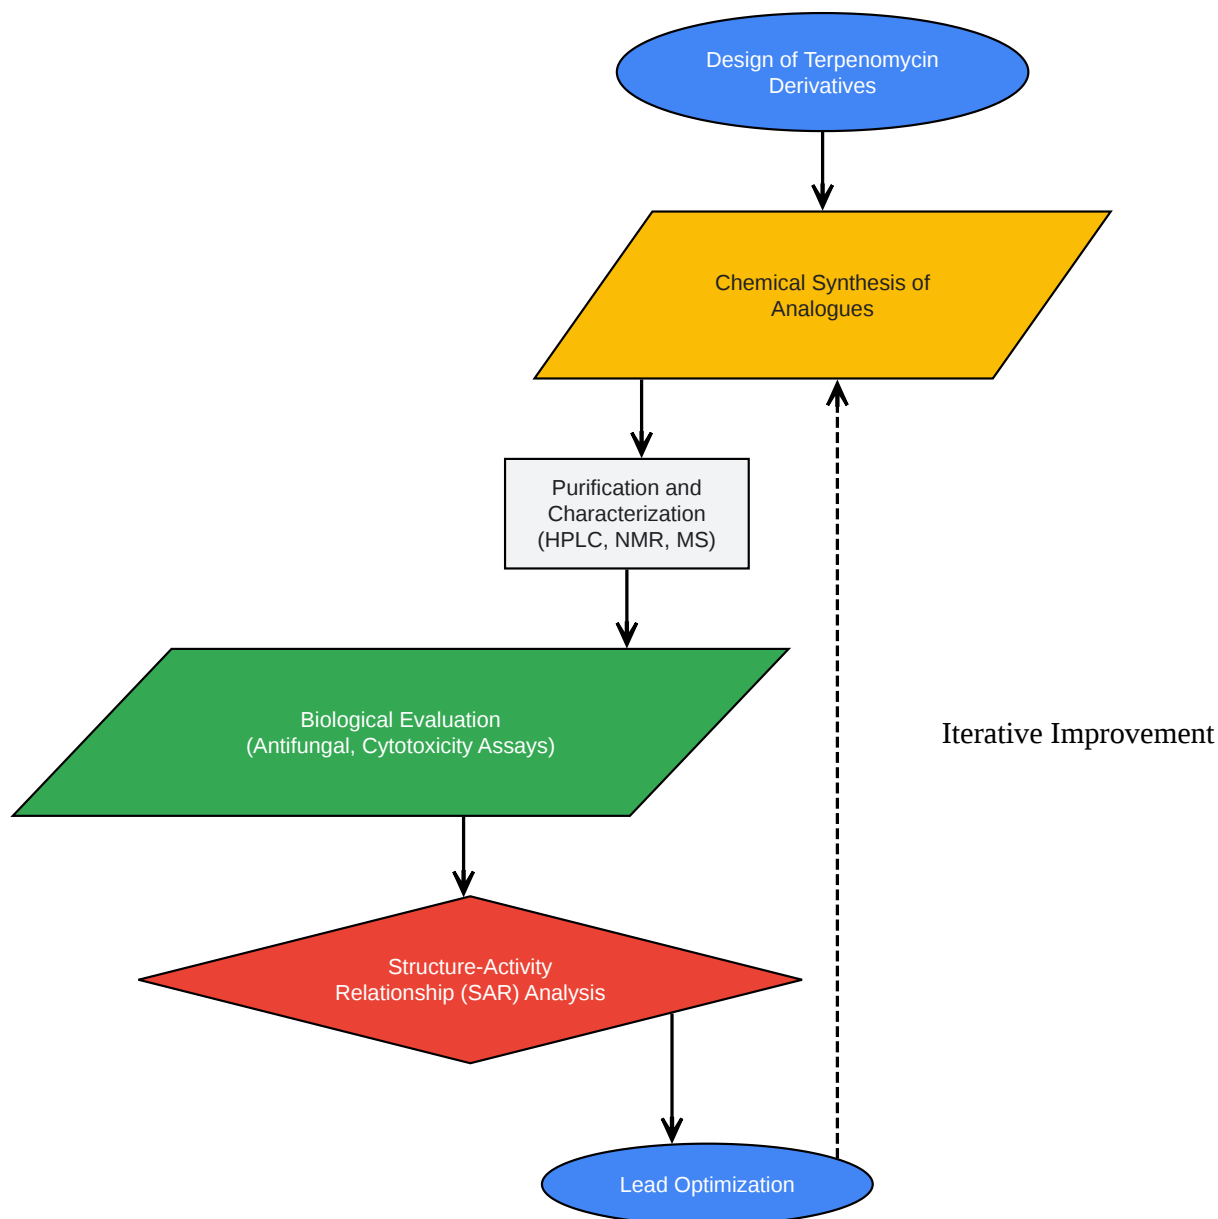 Design of Terpenomycin
Derivatives
Chemical Synthesis of
Analogues
Purification and
Characterization
(HPLC, NMR, MS)
Biological Evaluation
(Antifungal, Cytotoxicity Assays)
Iterative Improvement
Structure-Activity
Relationship (SAR) Analysis
Lead Optimization